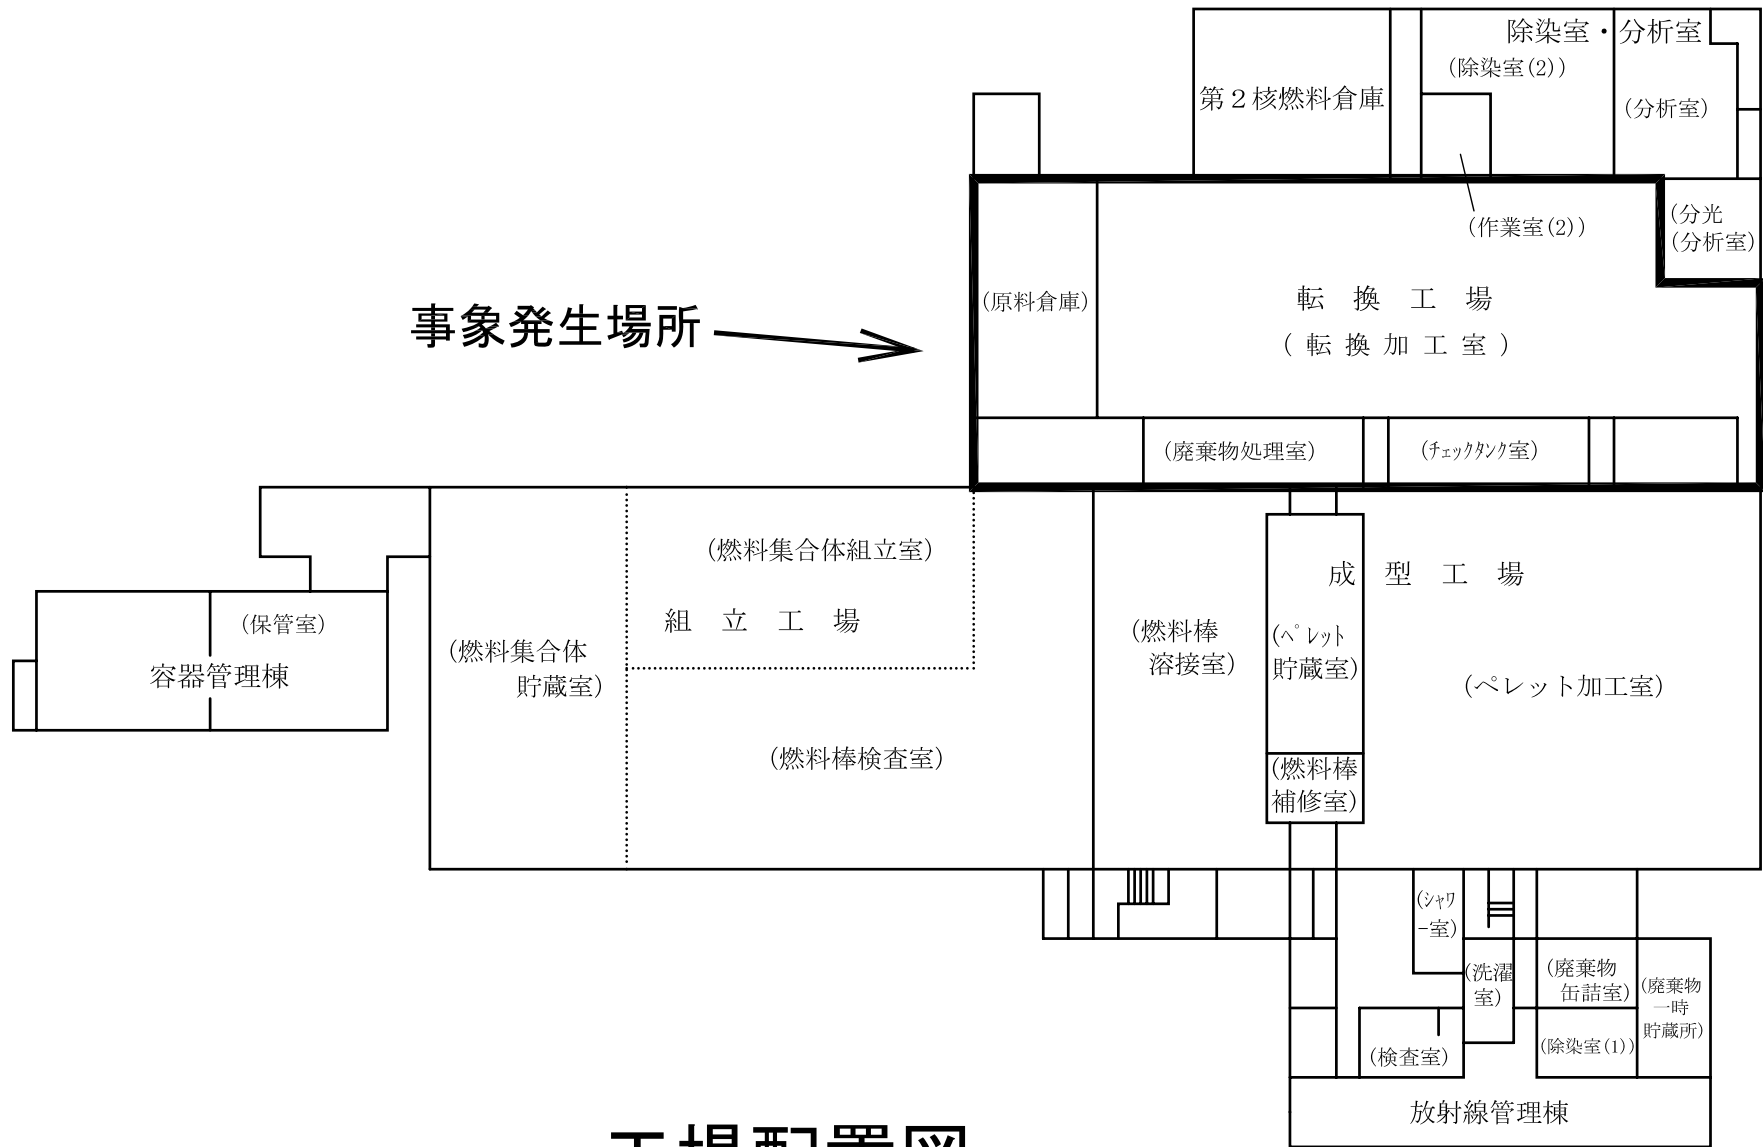 除染室・分析室
(除染室(2))
第２核燃料倉庫
(分析室)
(作業室(2))
(分光
(分析室)
事象発生場所
(原料倉庫)
転換工場
(転換加工室)
(廃棄物処理室)
(ﾁｪｯｸﾀﾝｸ室)
(燃料集合体組立室)
組立工場
成型工場
(保管室)
容器管理棟
(燃料集合体
貯蔵室)
(燃料棒
溶接室)
(ﾍﾟﾚｯﾄ
貯蔵室)
(ペレット加工室)
(燃料棒検査室)
(燃料棒
補修室)
(ｼｬﾜ
-室)
(洗濯
室)
(廃棄物
缶詰室)
(廃棄物
一時
貯蔵所)
(検査室)
(除染室(1))
放射線管理棟
工場配置図